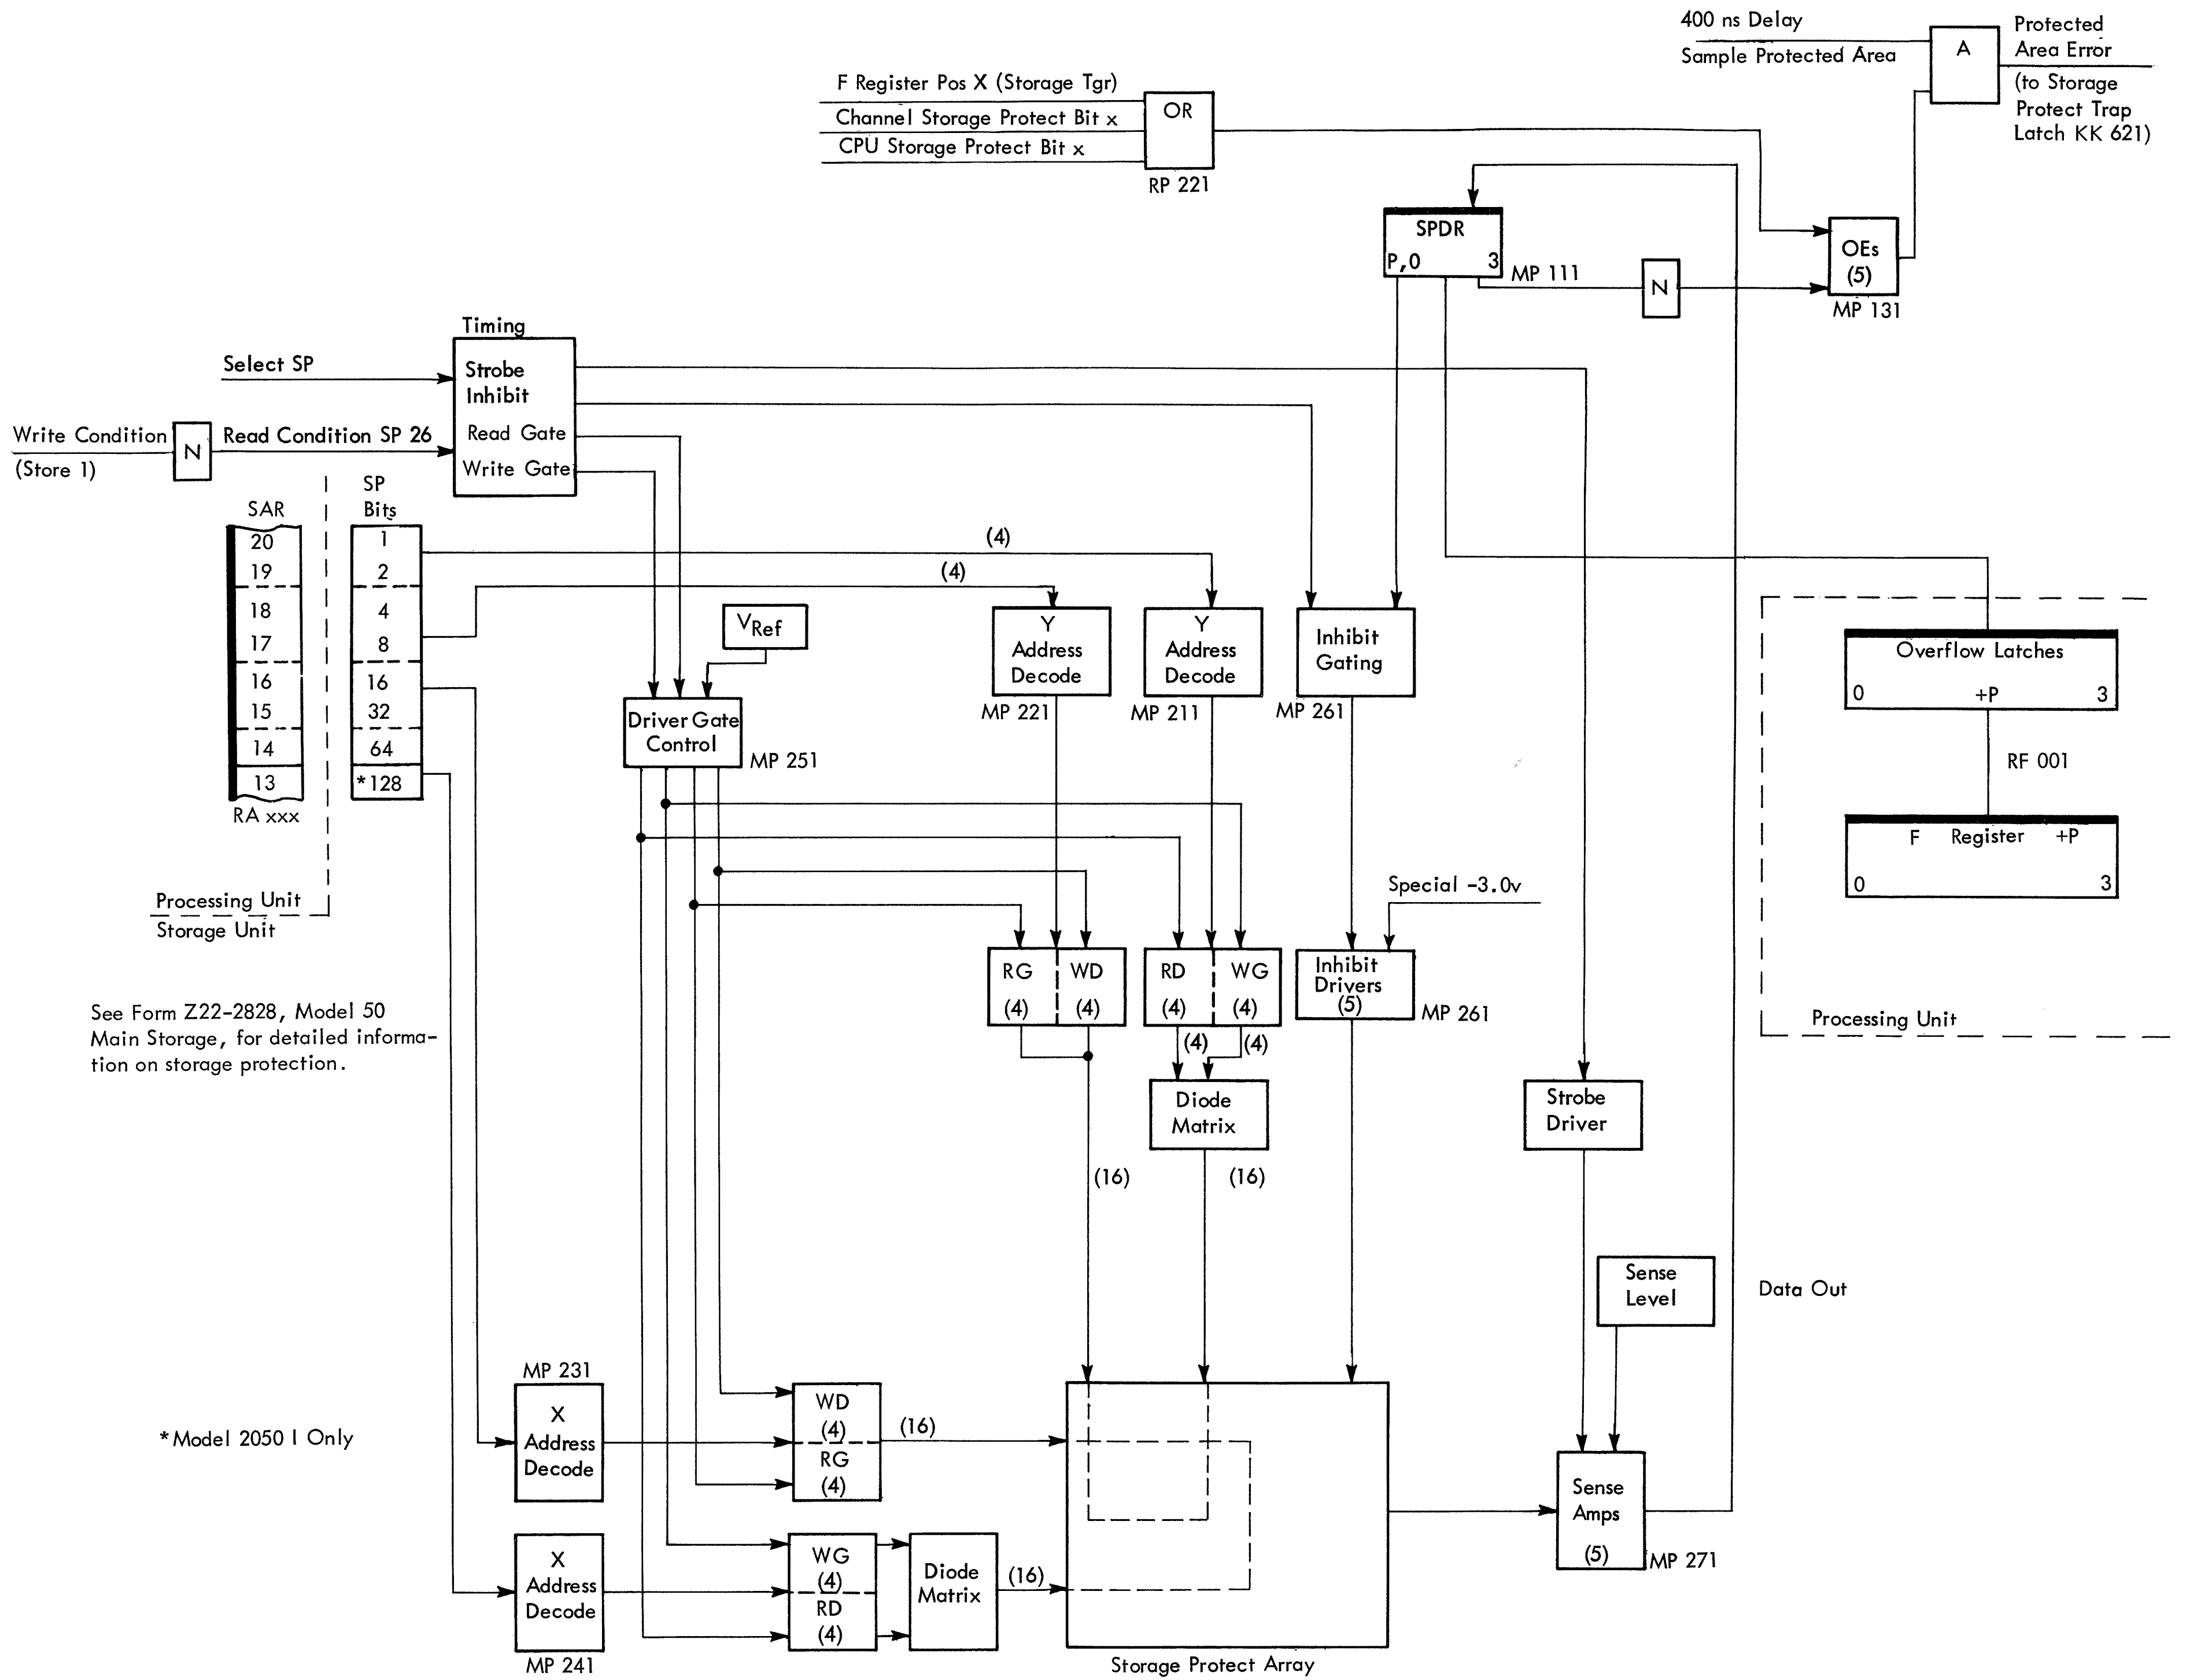 400 ns Delay
Sample Protected Area
A
Protected
Area Error
(to Storage
Protect Trap
Latch KK 621)
F Register Pos X (Storage Tgr)
Channel Storage Protect Bit x
CPU Storage Protect Bit x
OR
RP 221
SPDR
P,0 3
MP 111
N
OEs
(5)
MP 131
Timing
Select SP
Strobe
Inhibit
Read Gate
Write Gate
Write Condition
(Store 1)
N
Read Condition SP 26
SAR
20
19
18
17
16
15
14
13
RA xxx
SP
Bits
1
2
4
8
16
32
64
*128
Processing Unit
Storage Unit
(4)
(4)
VRef
Driver Gate
Control
MP 251
Y
Address
Decode
MP 221
Y
Address
Decode
MP 211
Inhibit
Gating
MP 261
Overflow Latches
0 +P 3
RF 001
F Register +P
0 3
Processing Unit
Special -3.0v
RG
(4)
WD
(4)
RD
(4)
WG
(4)
Inhibit
Drivers
(5)
MP 261
(4)
(4)
Diode
Matrix
(16)
(16)
See Form Z22-2828, Model 50
Main Storage, for detailed informa-
tion on storage protection.
Strobe
Driver
Sense
Level
Data Out
MP 231
X
Address
Decode
WD
(4)
RG
(4)
(16)
*Model 2050 I Only
X
Address
Decode
MP 241
WG
(4)
RD
(4)
Diode
Matrix
(16)
Sense
Amps
(5)
MP 271
Storage Protect Array